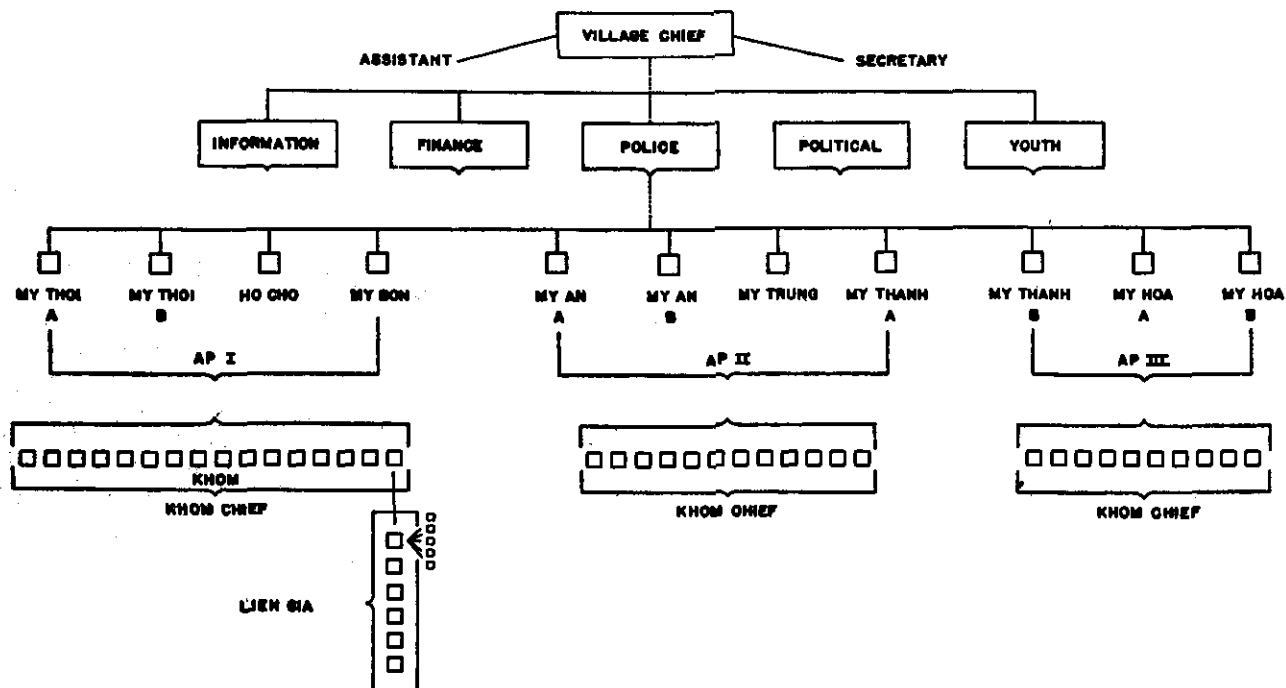 VILLAGE CHIEF
ASSISTANT
SECRETARY
INFORMATION
FINANCE
POLICE
POLITICAL
YOUTH
MY THOI
A
MY THOI
B
HO CHO
MY SON
MY AN
A
MY AN
B
MY TRUNG
MY THANH
A
MY THANH
B
MY HOA
A
MY HOA
B
AP I
AP II
AP III
KHOM
KHOM CHIEF
KHOM CHIEF
KHOM CHIEF
LIEN GIA